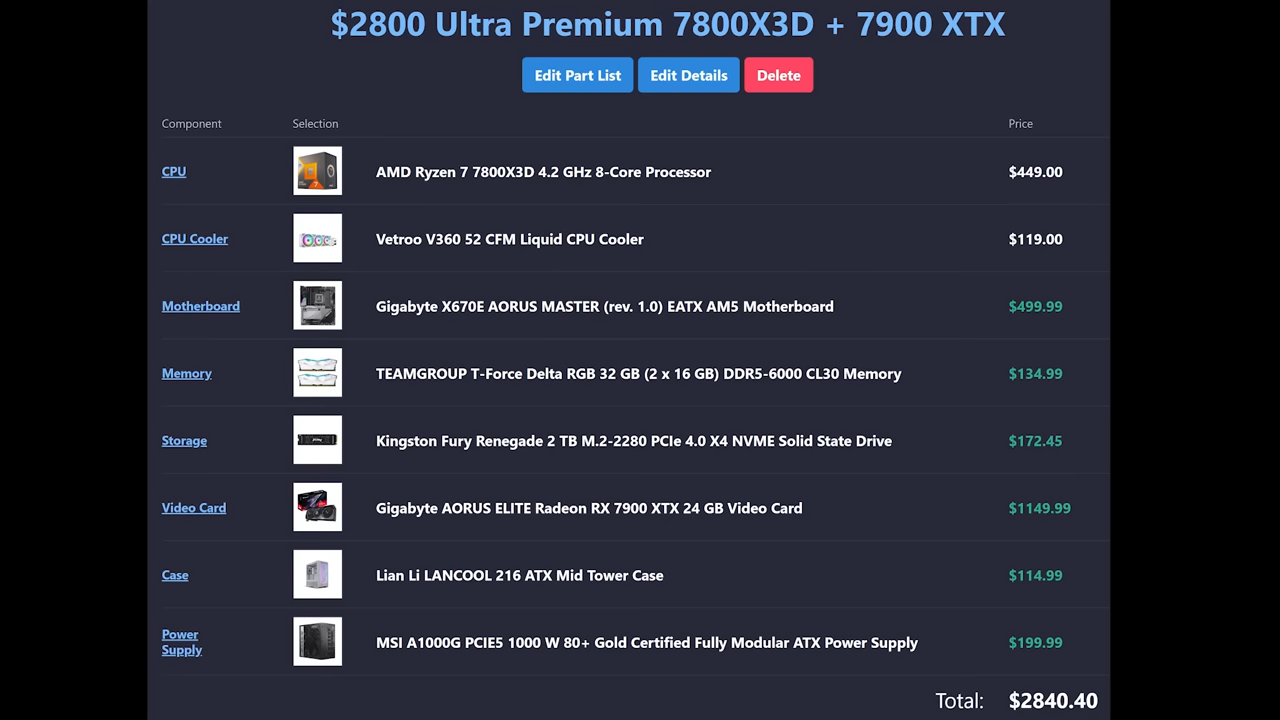 $2800 Ultra Premium 7800X3D + 7900 XTX
Edit Part List Edit Details Delete
Component Selection Price
CPU AMD Ryzen 7 7800X3D 4.2 GHz 8-Core Processor $449.00
CPU Cooler Vetroo V360 52 CFM Liquid CPU Cooler $119.00
Motherboard Gigabyte X670E AORUS MASTER (rev. 1.0) EATX AM5 Motherboard $499.99
Memory TEAMGROUP T-Force Delta RGB 32 GB (2 x 16 GB) DDR5-6000 CL30 Memory $134.99
Storage Kingston Fury Renegade 2 TB M.2-2280 PCIe 4.0 X4 NVME Solid State Drive $172.45
Video Card Gigabyte AORUS ELITE Radeon RX 7900 XTX 24 GB Video Card $1149.99
Case Lian Li LANCOOL 216 ATX Mid Tower Case $114.99
Power
Supply MSI A1000G PCIE5 1000 W 80+ Gold Certified Fully Modular ATX Power Supply $199.99
Total: $2840.40